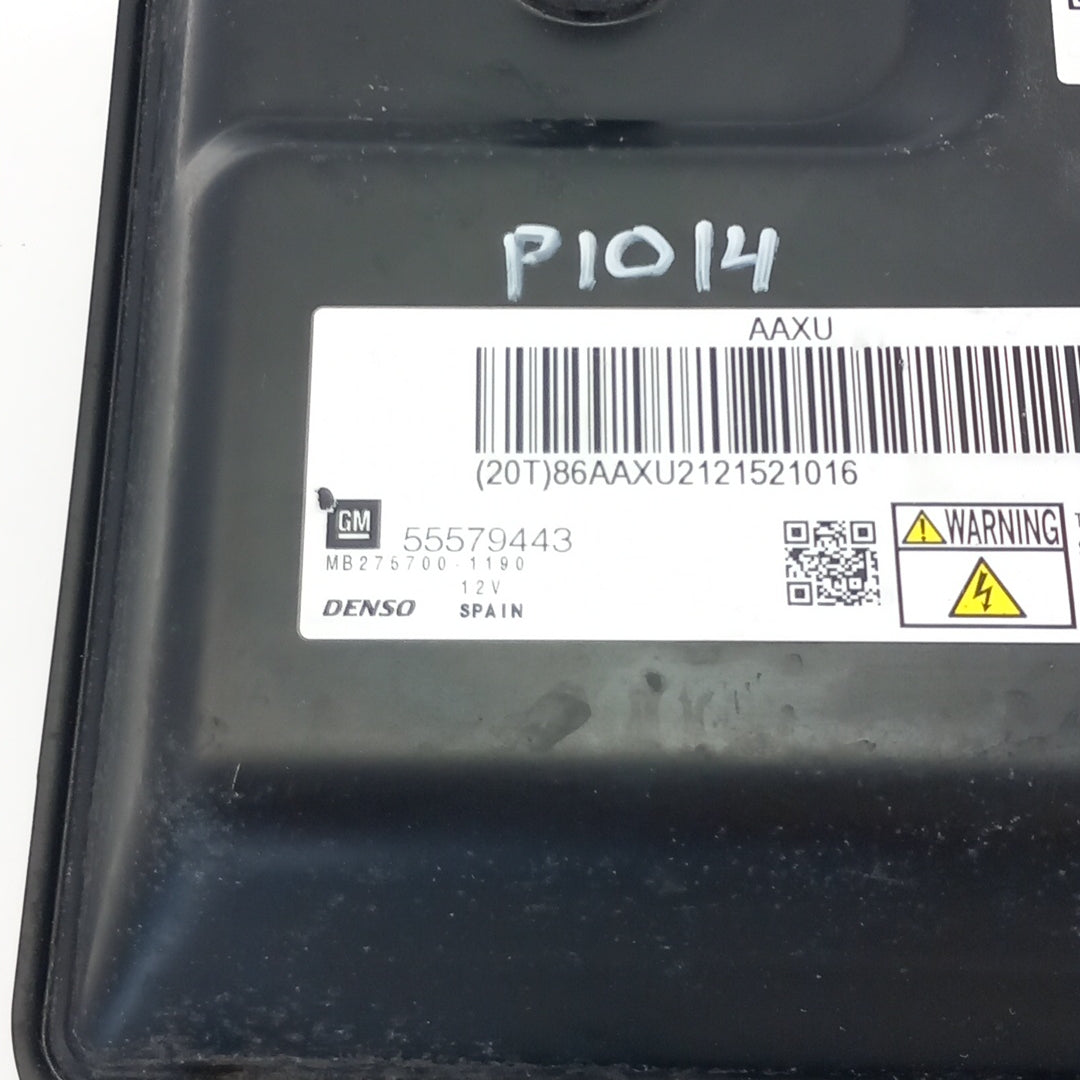 P1014
AAXU
(20T)86AAXU2121521016
GM 55579443
WARNING
MB275700-1190
12V
DENSO SPAIN